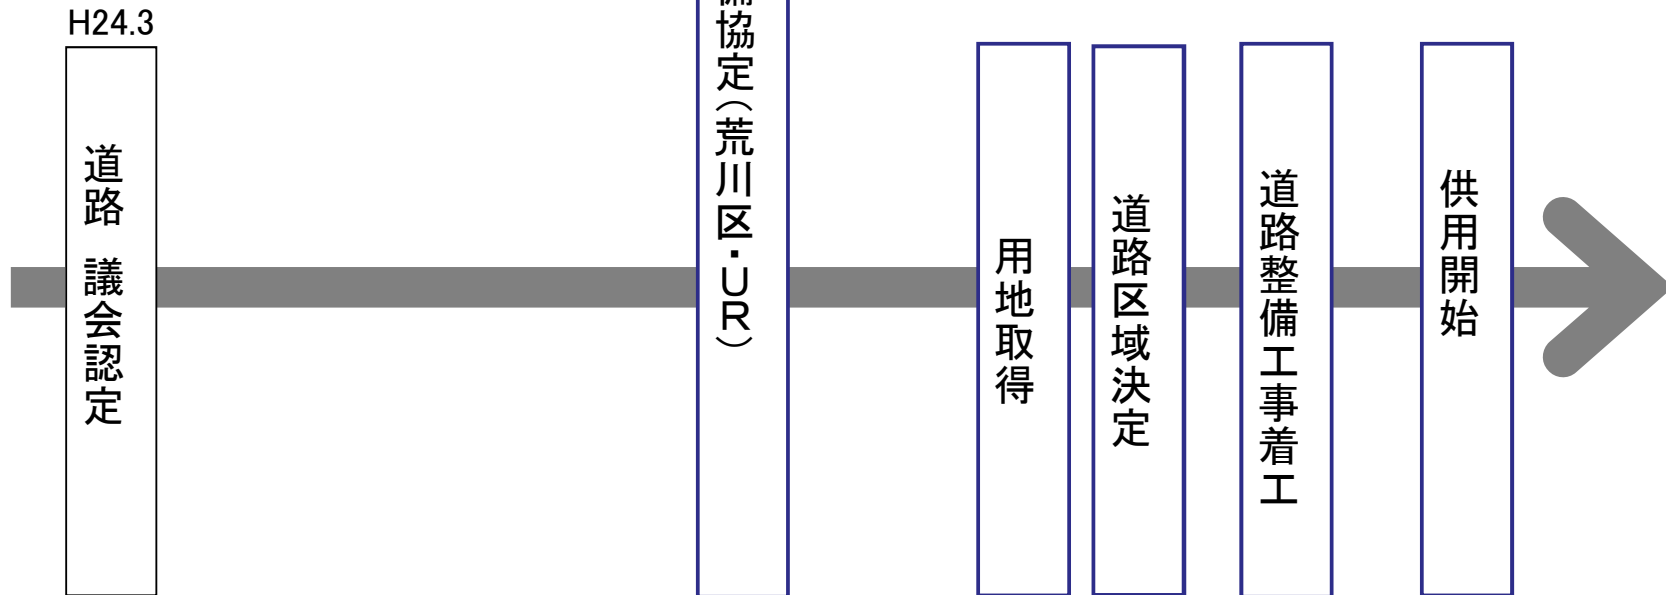 H24.3
道路 議会認定
協定（荒川区・ＵＲ）
用地取得
道路区域決定
道路整備工事着工
供用開始